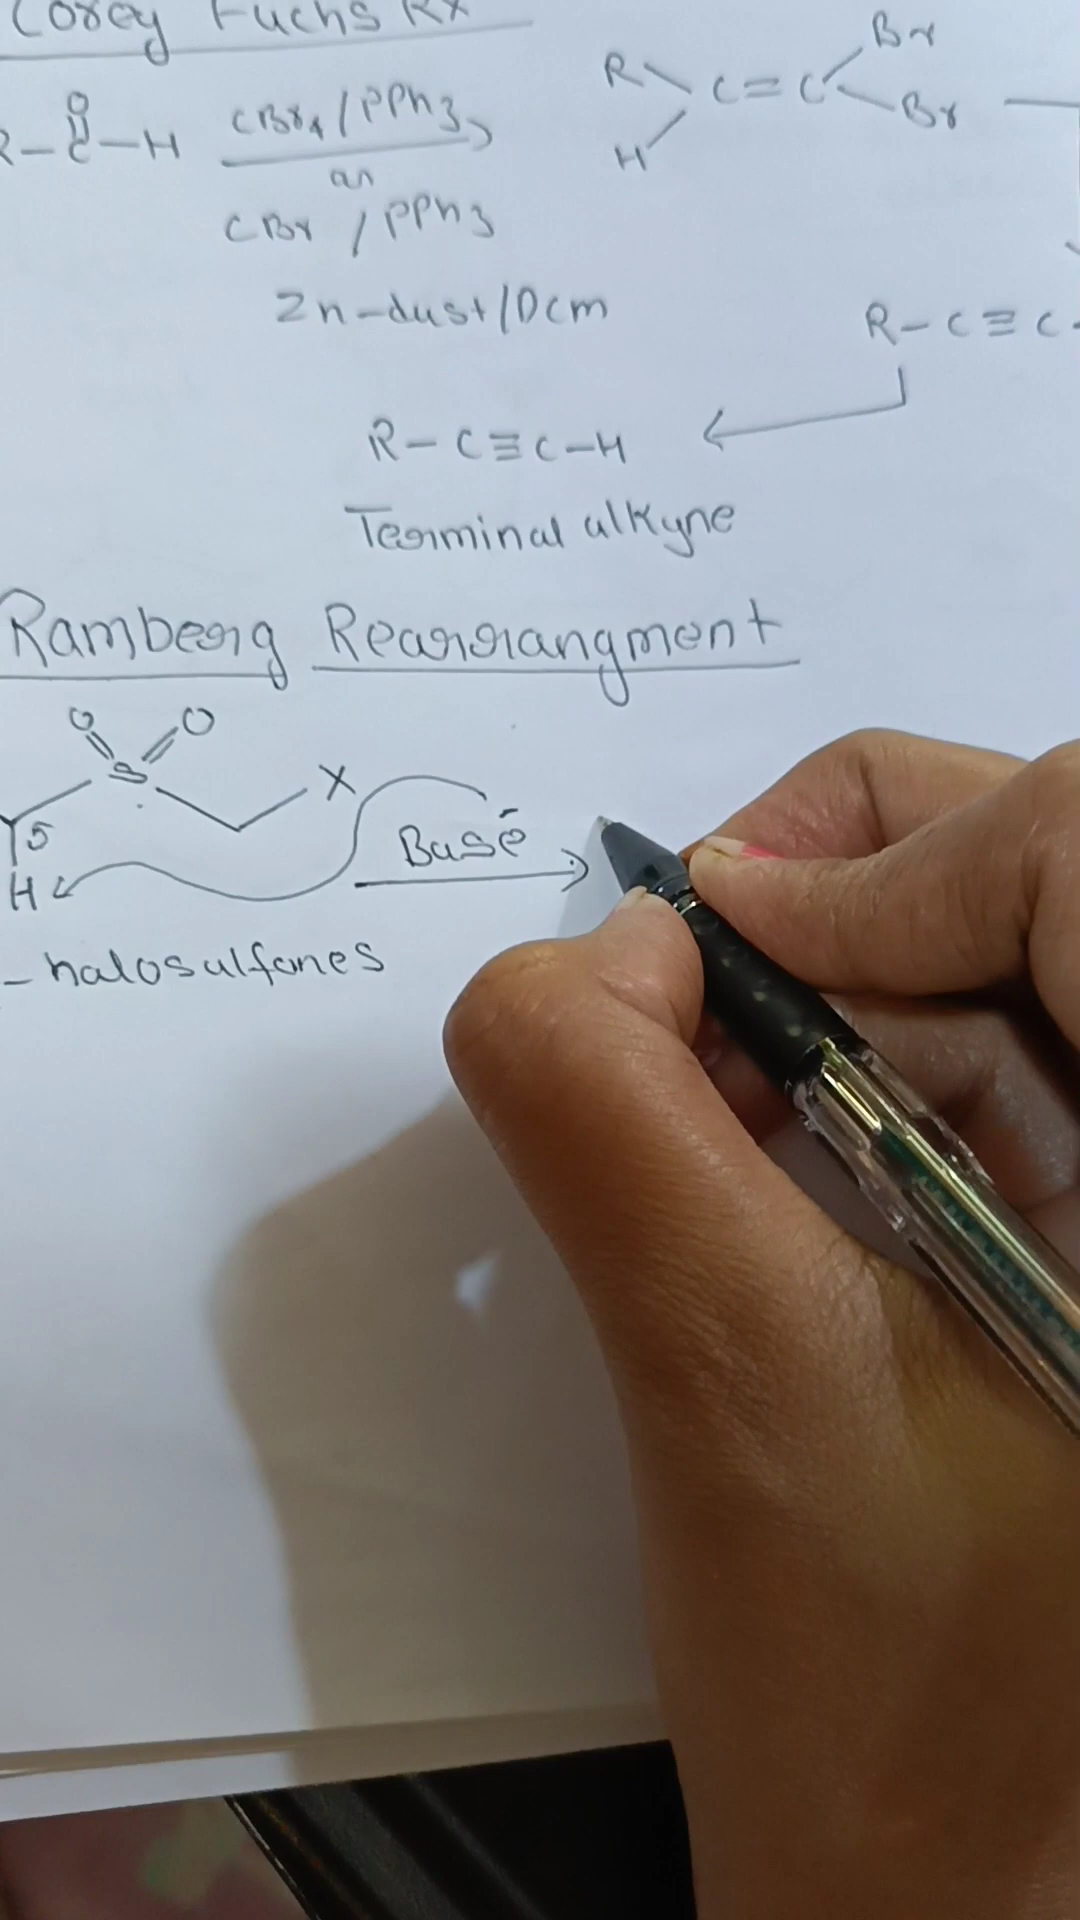 Corey Fuchs Rx
R-C-H
O
CBr4/PPh3
or
CBr /PPh3
Zn-dust/DCM
R
H
C=C
Br
Br
R-C≡C-
R-C≡C-H
Terminal alkyne
Ramberg Rearrangment
O O
S
X
H
Base-
-halosulfones